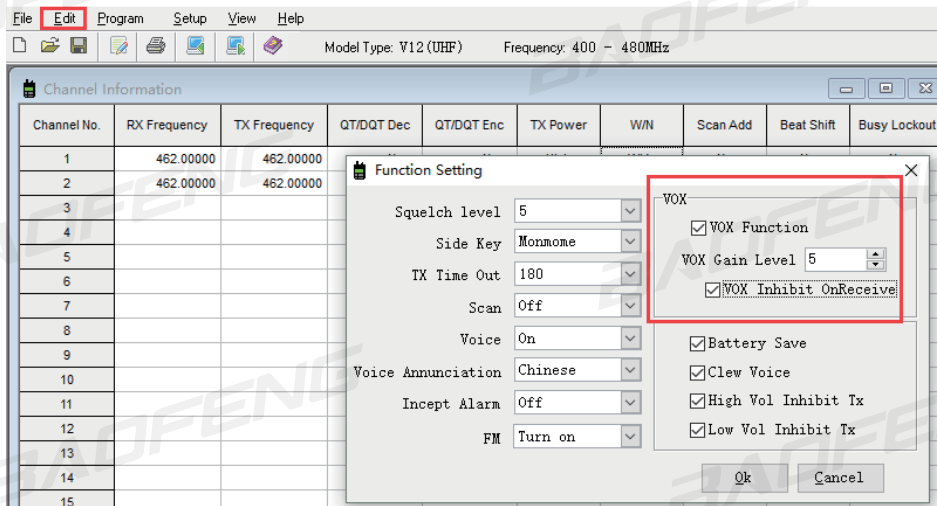 File Edit Program Setup View Help
Model Type: V12(UHF) Frequency: 400 - 480MHz
Channel Information
Channel No. RX Frequency TX Frequency QT/DQT Dec QT/DQT Enc TX Power W/N Scan Add Beat Shift Busy Lockout
1 462.00000 462.00000
2 462.00000 462.00000
3
4
5
6
7
8
9
10
11
12
13
14
15
Function Setting
Squelch level 5
Side Key Monmome
TX Time Out 180
Scan Off
Voice On
Voice Annunciation Chinese
Incept Alarm Off
FM Turn on
VOX
VOX Function
VOX Gain Level 5
VOX Inhibit OnReceive
Battery Save
Clew Voice
High Vol Inhibit Tx
Low Vol Inhibit Tx
Ok Cancel
BAOFENG
BAOFENG
BAOFENG
BAOFENG